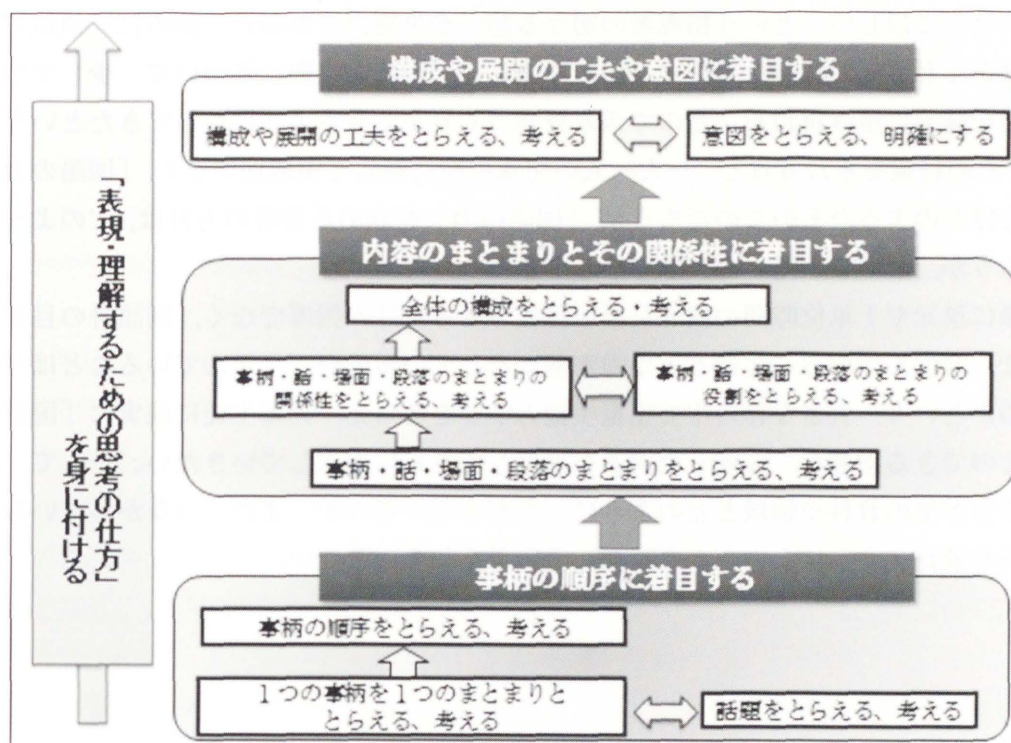 「表現・理解するための思考の仕方」
を身に付ける
構成や展開の工夫や意図に着目する
構成や展開の工夫をとらえる、考える
意図をとらえる、明確にする
内容のまとまりとその関係性に着目する
全体の構成をとらえる・考える
事柄・話・場面・段落のまとまりの
関係性をとらえる、考える
事柄・話・場面・段落のまとまりの
役割をとらえる、考える
事柄・話・場面・段落のまとまりをとらえる、考える
事柄の順序に着目する
事柄の順序をとらえる、考える
1つの事柄を1つのまとまりと
とらえる、考える
話題をとらえる、考える